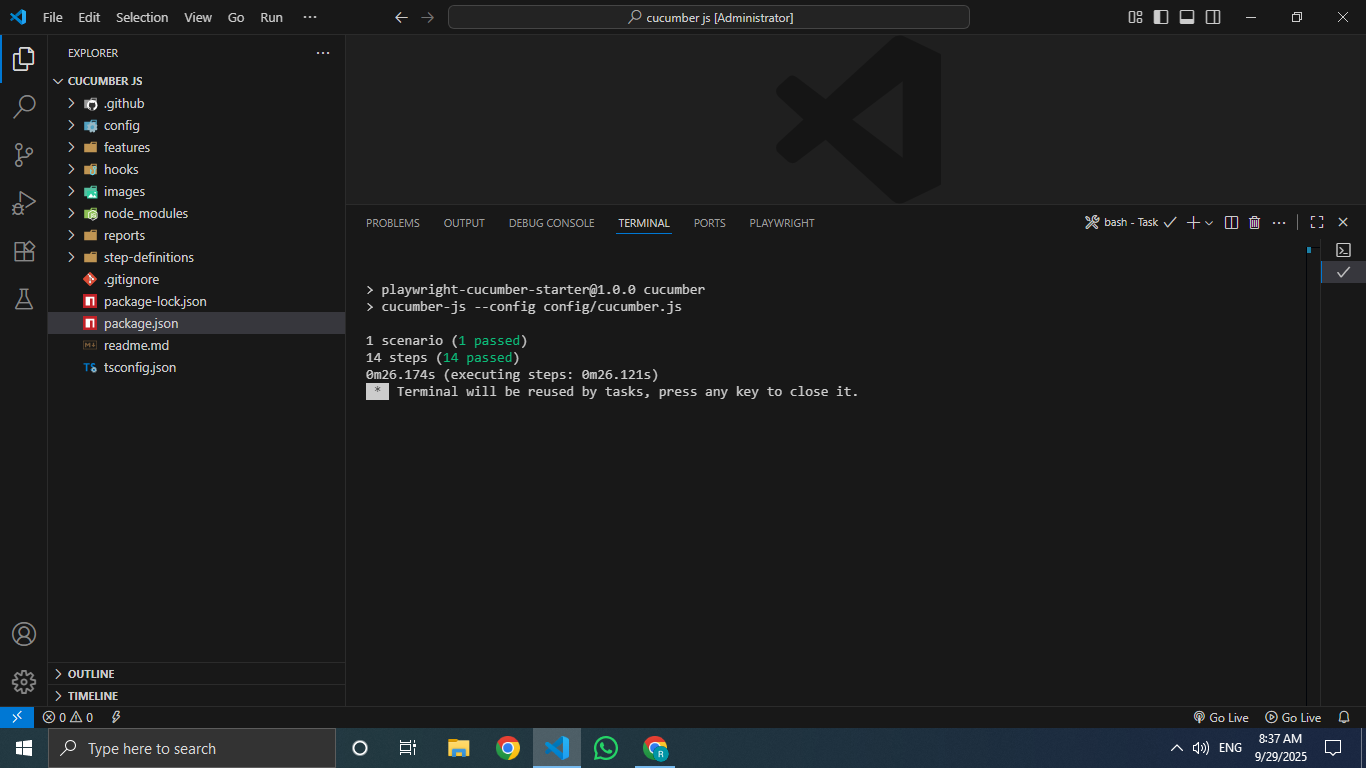 File Edit Selection View Go Run ···
cucumber js [Administrator]
EXPLORER
CUCUMBER JS
.github
config
features
hooks
images
node_modules
reports
step-definitions
.gitignore
package-lock.json
package.json
readme.md
tsconfig.json
OUTLINE
TIMELINE
PROBLEMS OUTPUT DEBUG CONSOLE TERMINAL PORTS PLAYWRIGHT
bash - Task
> playwright-cucumber-starter@1.0.0 cucumber
> cucumber-js --config config/cucumber.js
1 scenario (1 passed)
14 steps (14 passed)
0m26.174s (executing steps: 0m26.121s)
* Terminal will be reused by tasks, press any key to close it.
0 0
Go Live Go Live
Type here to search
R
ENG
8:37 AM
9/29/2025